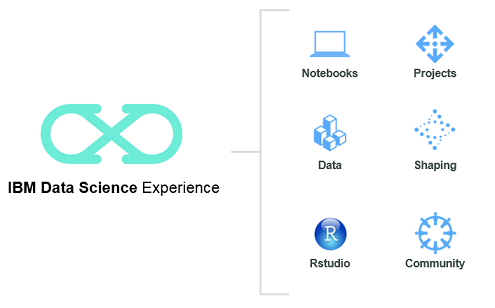 IBM Data Science Experience
Notebooks
Projects
Data
Shaping
R
Rstudio
Community